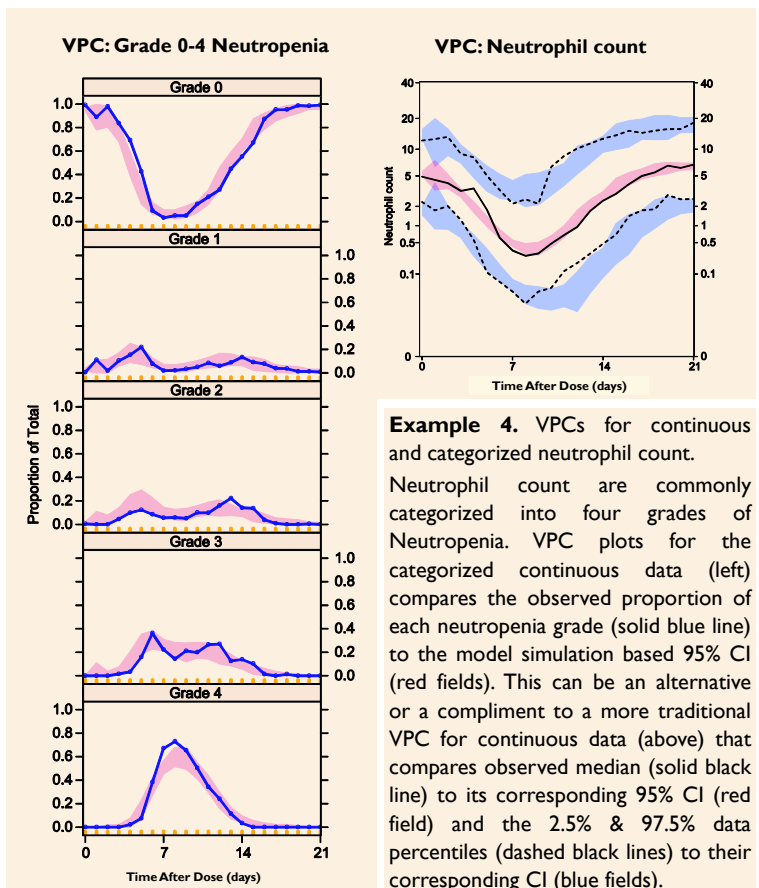 VPC: Grade 0-4 Neutropenia
Grade 0
1.0
0.8
0.6
0.4
0.2
0.0
Grade 1
1.0
0.8
0.6
0.4
0.2
0.0
Grade 2
1.0
0.8
0.6
0.4
0.2
0.0
Grade 3
1.0
0.8
0.6
0.4
0.2
0.0
Grade 4
1.0
0.8
0.6
0.4
0.2
0.0
0 7 14 21
Proportion of Total
Time After Dose (days)
VPC: Neutrophil count
40 40
20 20
10 10
5 5
2 2
1 1
0.5 0.5
0.1 0.1
0 0
0 7 14 21
Neutrophil count
Time After Dose (days)
Example 4. VPCs for continuous
and categorized neutrophil count.
Neutrophil count are commonly
categorized into four grades of
Neutropenia. VPC plots for the
categorized continuous data (left)
compares the observed proportion of
each neutropenia grade (solid blue line)
to the model simulation based 95% CI
(red fields). This can be an alternative
or a compliment to a more traditional
VPC for continuous data (above) that
compares observed median (solid black
line) to its corresponding 95% CI (red
field) and the 2.5% & 97.5% data
percentiles (dashed black lines) to their
corresponding CI (blue fields).